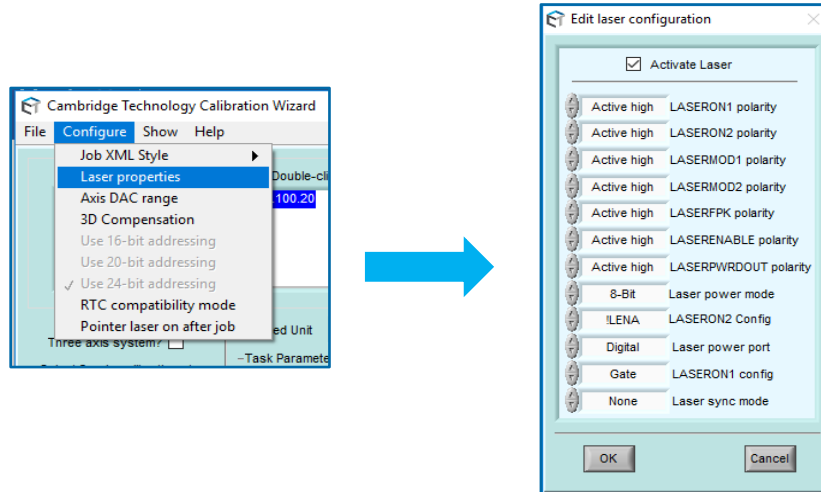 Cambridge Technology Calibration Wizard
File Configure Show Help
Job XML Style
Laser properties
Double-cli
Axis DAC range
100.20
3D Compensation
Use 16-bit addressing
Use 20-bit addressing
✓ Use 24-bit addressing
RTC compatibility mode
Pointer laser on after job
ed Unit
Three axis system?
-Task Paramete
Edit laser configuration
Activate Laser
Active high LASERON1 polarity
Active high LASERON2 polarity
Active high LASERMOD1 polarity
Active high LASERMOD2 polarity
Active high LASERFPK polarity
Active high LASERENABLE polarity
Active high LASERPWRDOUT polarity
8-Bit Laser power mode
!LENA LASERON2 Config
Digital Laser power port
Gate LASERON1 config
None Laser sync mode
OK Cancel